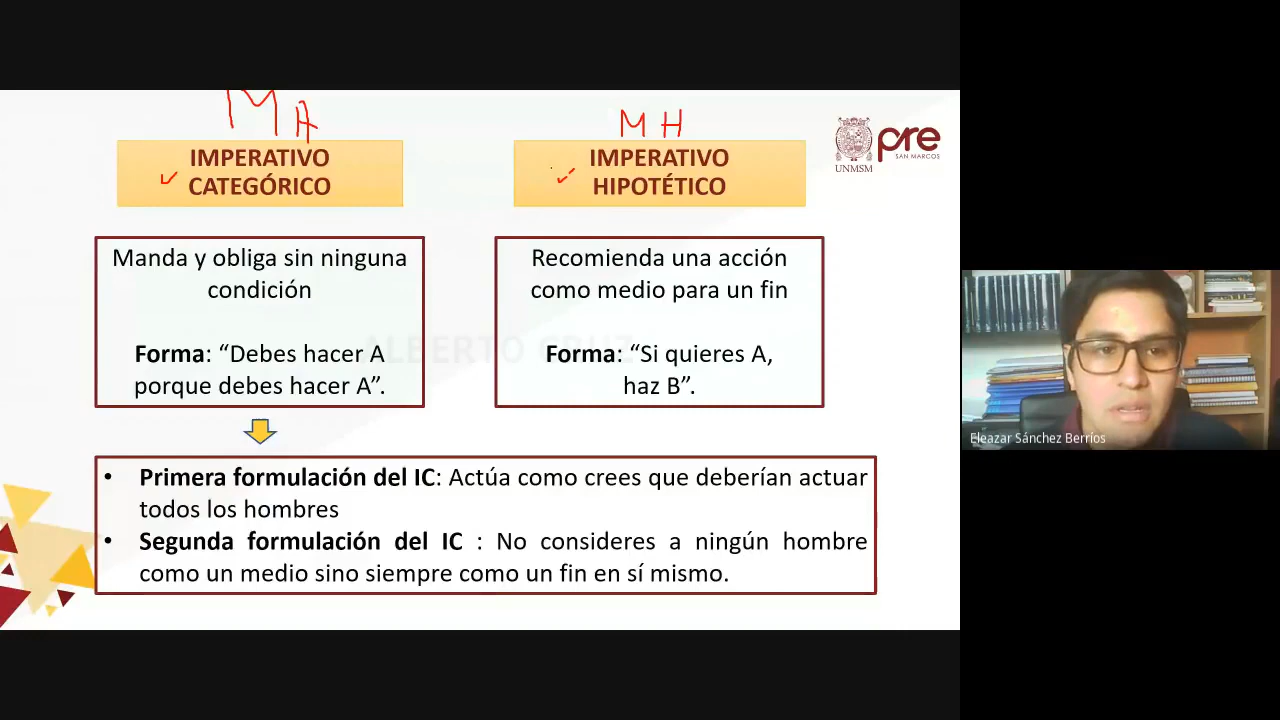 MA
MH
IMPERATIVO
CATEGÓRICO
IMPERATIVO
HIPOTÉTICO
UNMSM
pre
SAN MARCOS
Manda y obliga sin ninguna
condición
Forma: “Debes hacer A
porque debes hacer A”.
Recomienda una acción
como medio para un fin
Forma: “Si quieres A,
haz B”.
ALBERTO CRUZ
• Primera formulación del IC: Actúa como crees que deberían actuar
todos los hombres
• Segunda formulación del IC : No consideres a ningún hombre
como un medio sino siempre como un fin en sí mismo.
Eleazar Sánchez Berríos